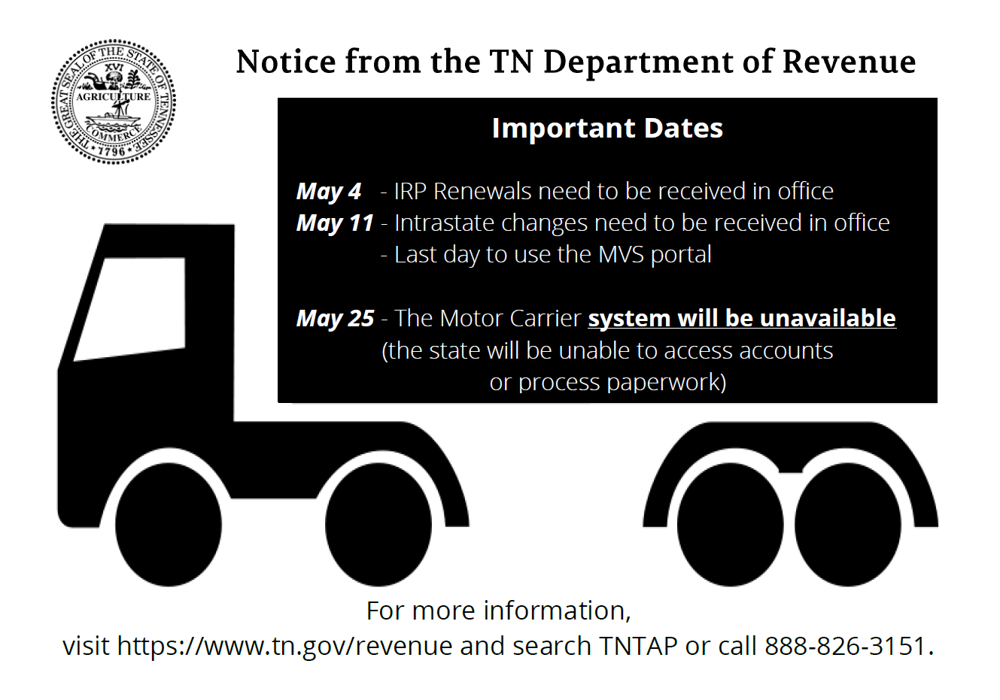 THE GREAT SEAL OF THE STATE OF TENNESSEE
XVI
AGRICULTURE
COMMERCE
1796
Notice from the TN Department of Revenue
Important Dates
May 4 - IRP Renewals need to be received in office
May 11 - Intrastate changes need to be received in office
- Last day to use the MVS portal
May 25 - The Motor Carrier system will be unavailable
(the state will be unable to access accounts
or process paperwork)
For more information,
visit https://www.tn.gov/revenue and search TNTAP or call 888-826-3151.